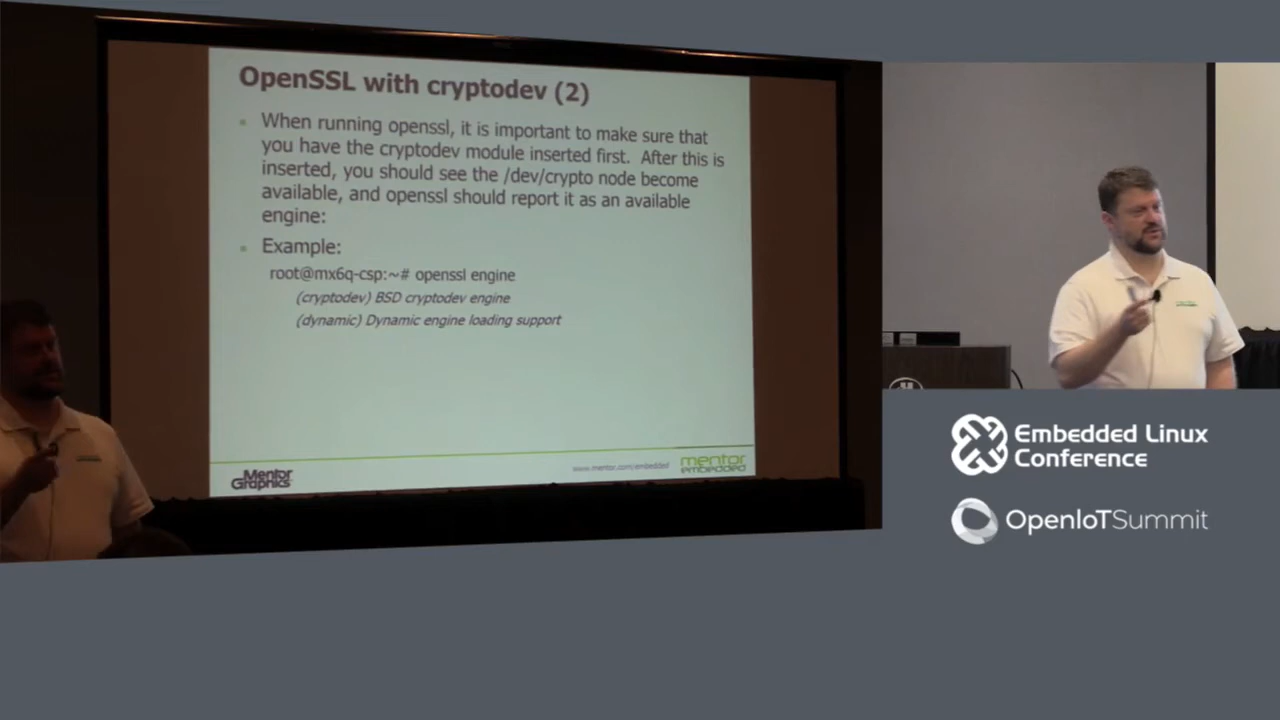 OpenSSL with cryptodev (2)
When running openssl, it is important to make sure that
you have the cryptodev module inserted first. After this is
inserted, you should see the /dev/crypto node become
available, and openssl should report it as an available
engine:
Example:
root@mx6q-csp:~# openssl engine
(cryptodev) BSD cryptodev engine
(dynamic) Dynamic engine loading support
Mentor
Graphics
www.mentor.com/embedded
mentor
embedded
Embedded Linux
Conference
OpenIoTSummit